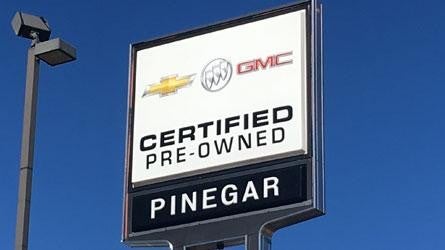 GMC
CERTIFIED
PRE-OWNED
PINEGAR